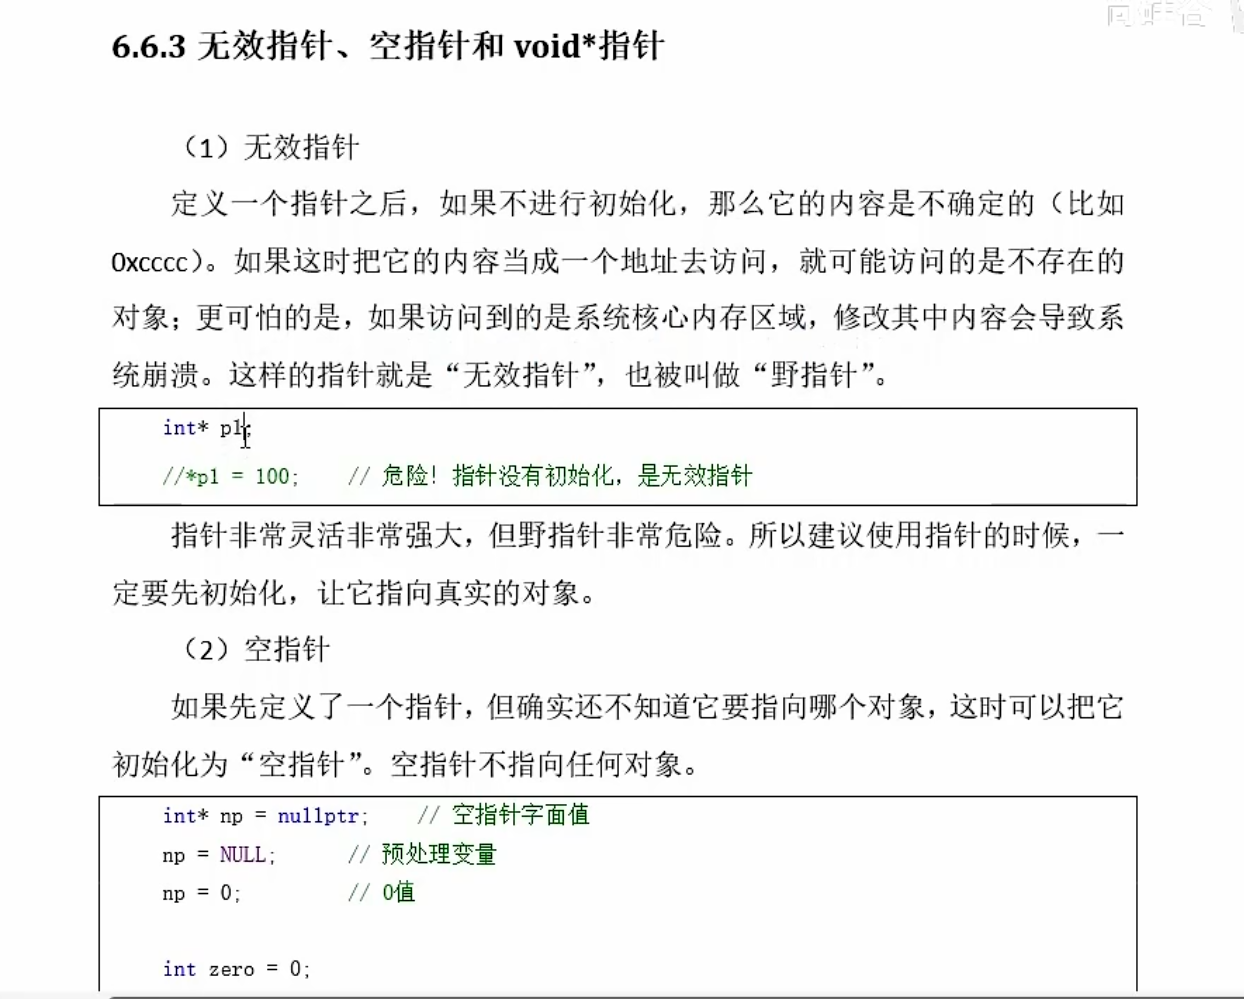 6.6.3 无效指针、空指针和 void*指针
（1）无效指针
定义一个指针之后，如果不进行初始化，那么它的内容是不确定的（比如
0xcccc）。如果这时把它的内容当成一个地址去访问，就可能访问的是不存在的
对象；更可怕的是，如果访问到的是系统核心内存区域，修改其中内容会导致系
统崩溃。这样的指针就是“无效指针”，也被叫做“野指针”。
int* p1;
//*p1 = 100;    // 危险！指针没有初始化，是无效指针
指针非常灵活非常强大，但野指针非常危险。所以建议使用指针的时候，一
定要先初始化，让它指向真实的对象。
（2）空指针
如果先定义了一个指针，但确实还不知道它要指向哪个对象，这时可以把它
初始化为“空指针”。空指针不指向任何对象。
int* np = nullptr;    // 空指针字面值
np = NULL;      // 预处理变量
np = 0;         // 0值
int zero = 0;